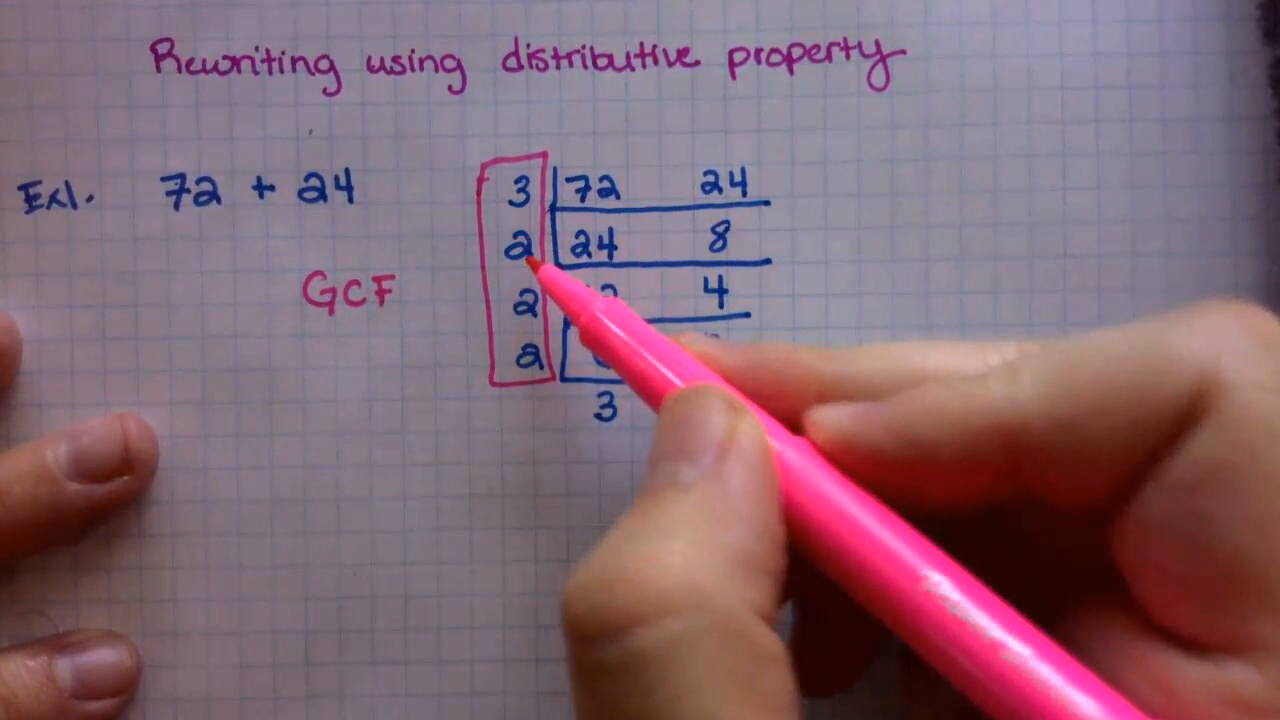 Rewriting using distributive property
Ex1. 72 + 24
3 72 24
2 24 8
GCF
2 4
2
3